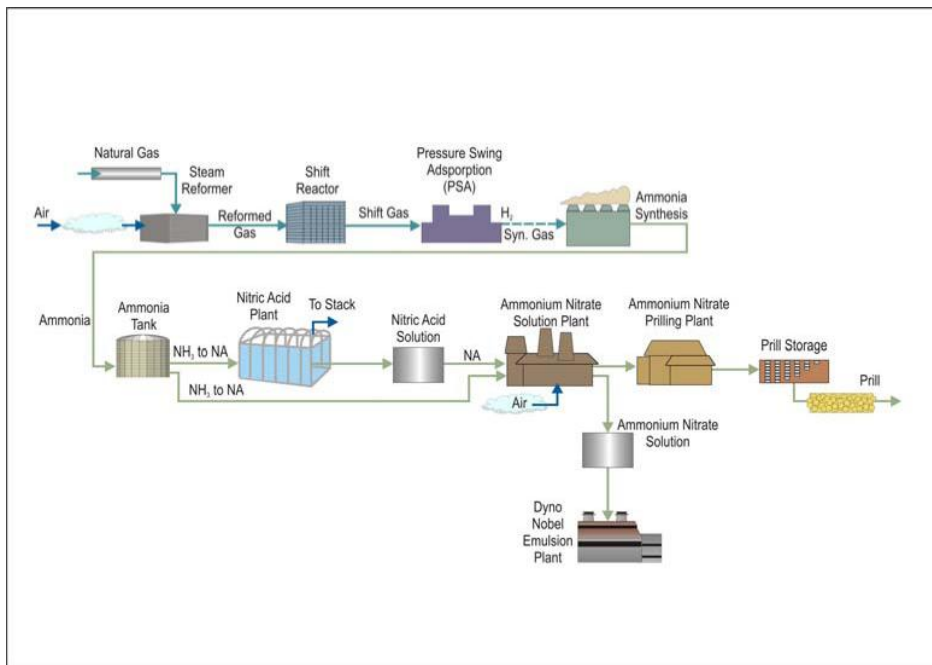 Natural Gas
Steam
Reformer
Shift
Reactor
Pressure Swing
Adsporption
(PSA)
Ammonia
Synthesis
Air
Reformed
Gas
Shift Gas
H₂
Syn. Gas
Ammonia
Ammonia
Tank
NH₃ to NA
NH₃ to NA
Nitric Acid
Plant
To Stack
Nitric Acid
Solution
NA
Ammonium Nitrate
Solution Plant
Air
Ammonium Nitrate
Prilling Plant
Prill Storage
Prill
Ammonium Nitrate
Solution
Dyno
Nobel
Emulsion
Plant